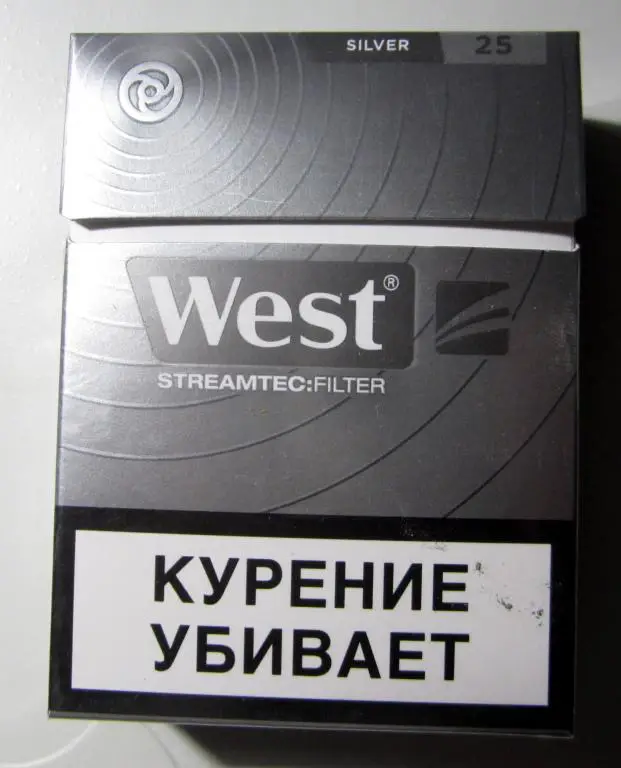 SILVER 25
West®
STREAMTEC:FILTER
КУРЕНИЕ
УБИВАЕТ